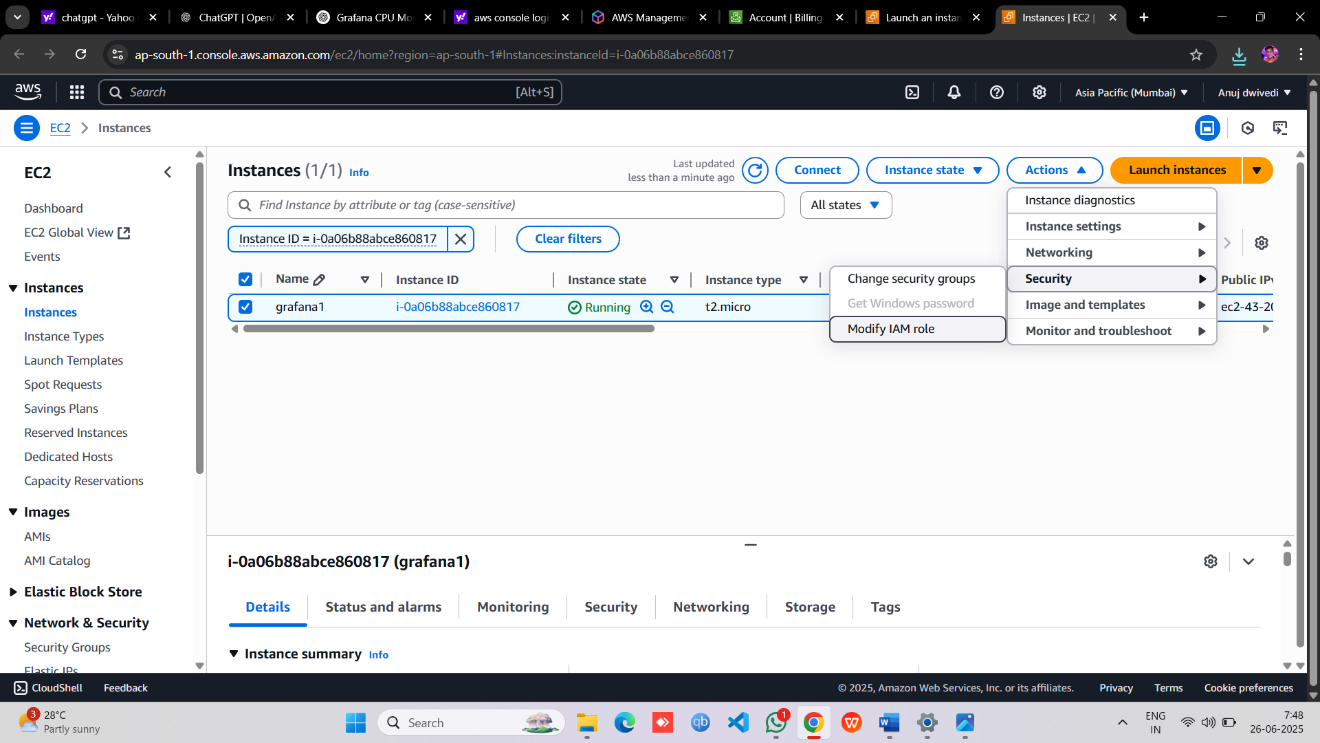 chatgpt - Yahoo
ChatGPT | Open
Grafana CPU Mo
aws console logi
AWS Manageme
Account | Billing
Launch an instan
Instances | EC2 |
ap-south-1.console.aws.amazon.com/ec2/home?region=ap-south-1#Instances:instanceId=i-0a06b88abce860817
aws
Search
[Alt+S]
Asia Pacific (Mumbai)
Anuj dwivedi
EC2
Instances
EC2
Dashboard
EC2 Global View
Events
Instances
Instances
Instance Types
Launch Templates
Spot Requests
Savings Plans
Reserved Instances
Dedicated Hosts
Capacity Reservations
Images
AMIs
AMI Catalog
Elastic Block Store
Network & Security
Security Groups
Elastic IPs
Instances (1/1) Info
Last updated
less than a minute ago
Connect
Instance state
Actions
Launch instances
Find Instance by attribute or tag (case-sensitive)
All states
Instance ID = i-0a06b88abce860817
Clear filters
Name
Instance ID
Instance state
Instance type
Public IPv
grafana1
i-0a06b88abce860817
Running
t2.micro
ec2-43-20
Instance diagnostics
Instance settings
Networking
Security
Image and templates
Monitor and troubleshoot
Change security groups
Get Windows password
Modify IAM role
i-0a06b88abce860817 (grafana1)
Details
Status and alarms
Monitoring
Security
Networking
Storage
Tags
Instance summary Info
CloudShell
Feedback
© 2025, Amazon Web Services, Inc. or its affiliates.
Privacy
Terms
Cookie preferences
3
28°C
Partly sunny
Search
qb
1
W
ENG
IN
7:48
26-06-2025